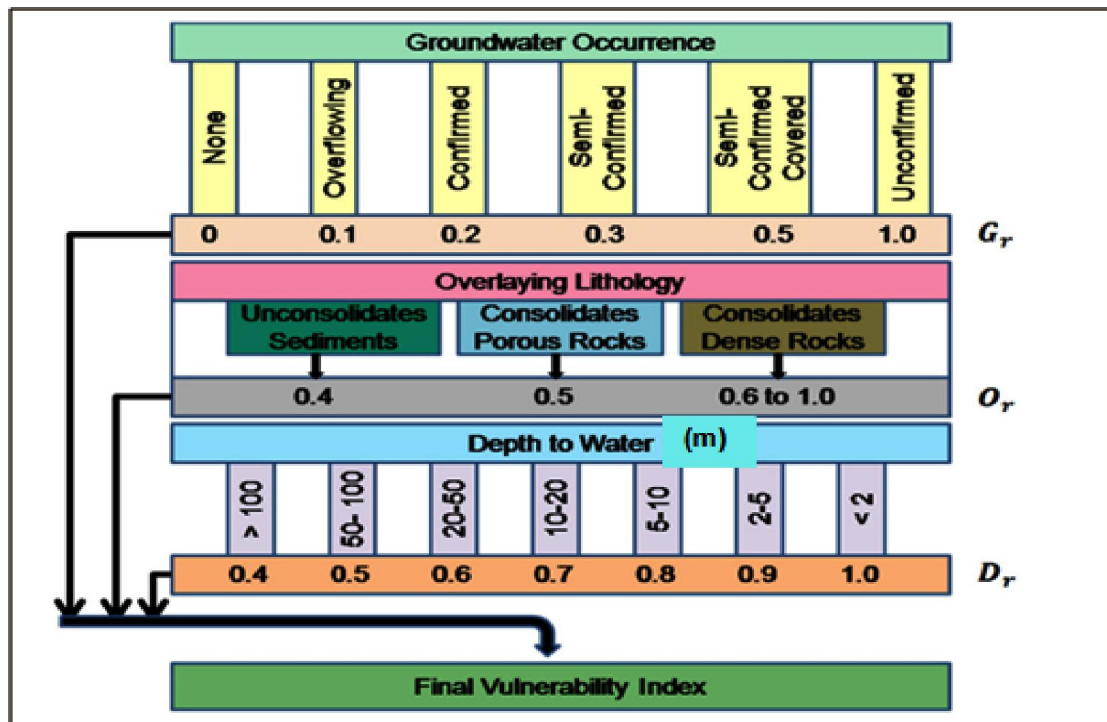 Groundwater Occurrence
None
Overflowing
Confirmed
Semi-
Confirmed
Semi-
Confirmed
Covered
Unconfirmed
0 0.1 0.2 0.3 0.5 1.0 Gr
Overlaying Lithology
Unconsolidates
Sediments
Consolidates
Porous Rocks
Consolidates
Dense Rocks
0.4 0.5 0.6 to 1.0 Or
Depth to Water (m)
> 100
50- 100
20-50
10-20
5-10
2-5
< 2
0.4 0.5 0.6 0.7 0.8 0.9 1.0 Dr
Final Vulnerability Index